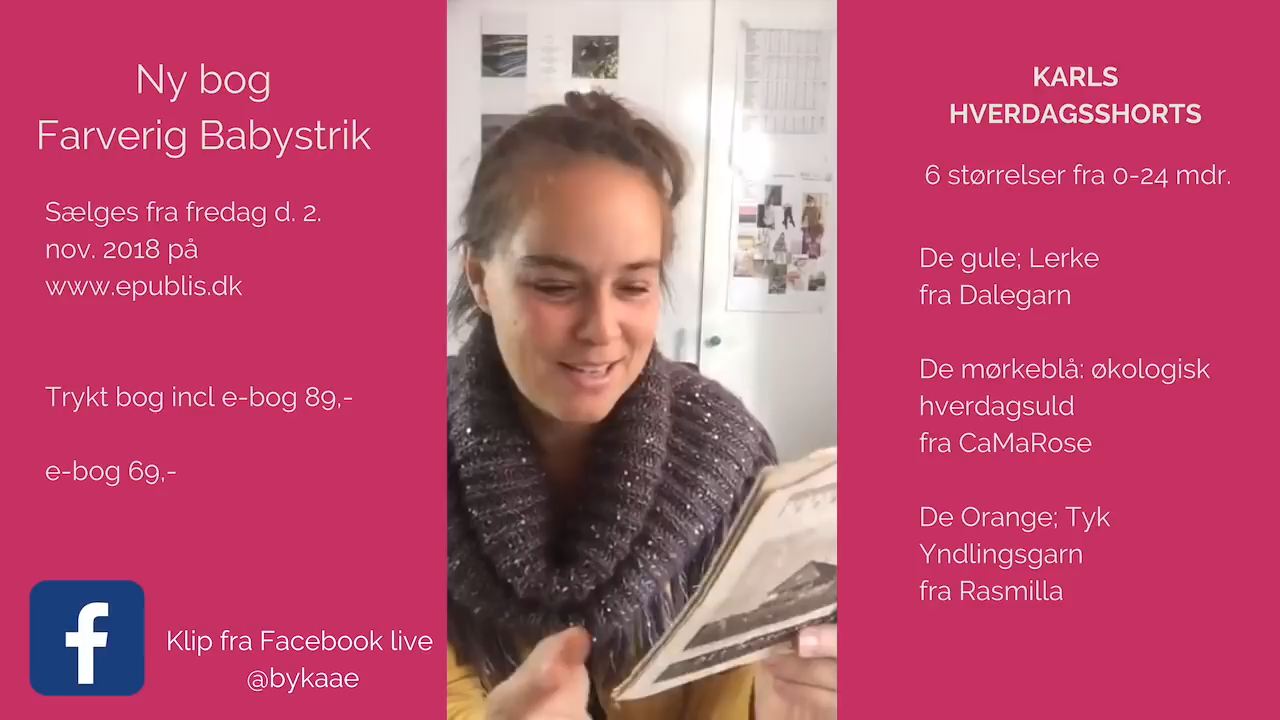 Ny bog
Farverig Babystrik
Sælges fra fredag d. 2.
nov. 2018 på
www.epublis.dk
Trykt bog incl e-bog 89,-
e-bog 69,-
Klip fra Facebook live
@bykaae
KARLS
HVERDAGSSHORTS
6 størrelser fra 0-24 mdr.
De gule; Lerke
fra Dalegarn
De mørkeblå: økologisk
hverdagsuld
fra CaMaRose
De Orange; Tyk
Yndlingsgarn
fra Rasmilla